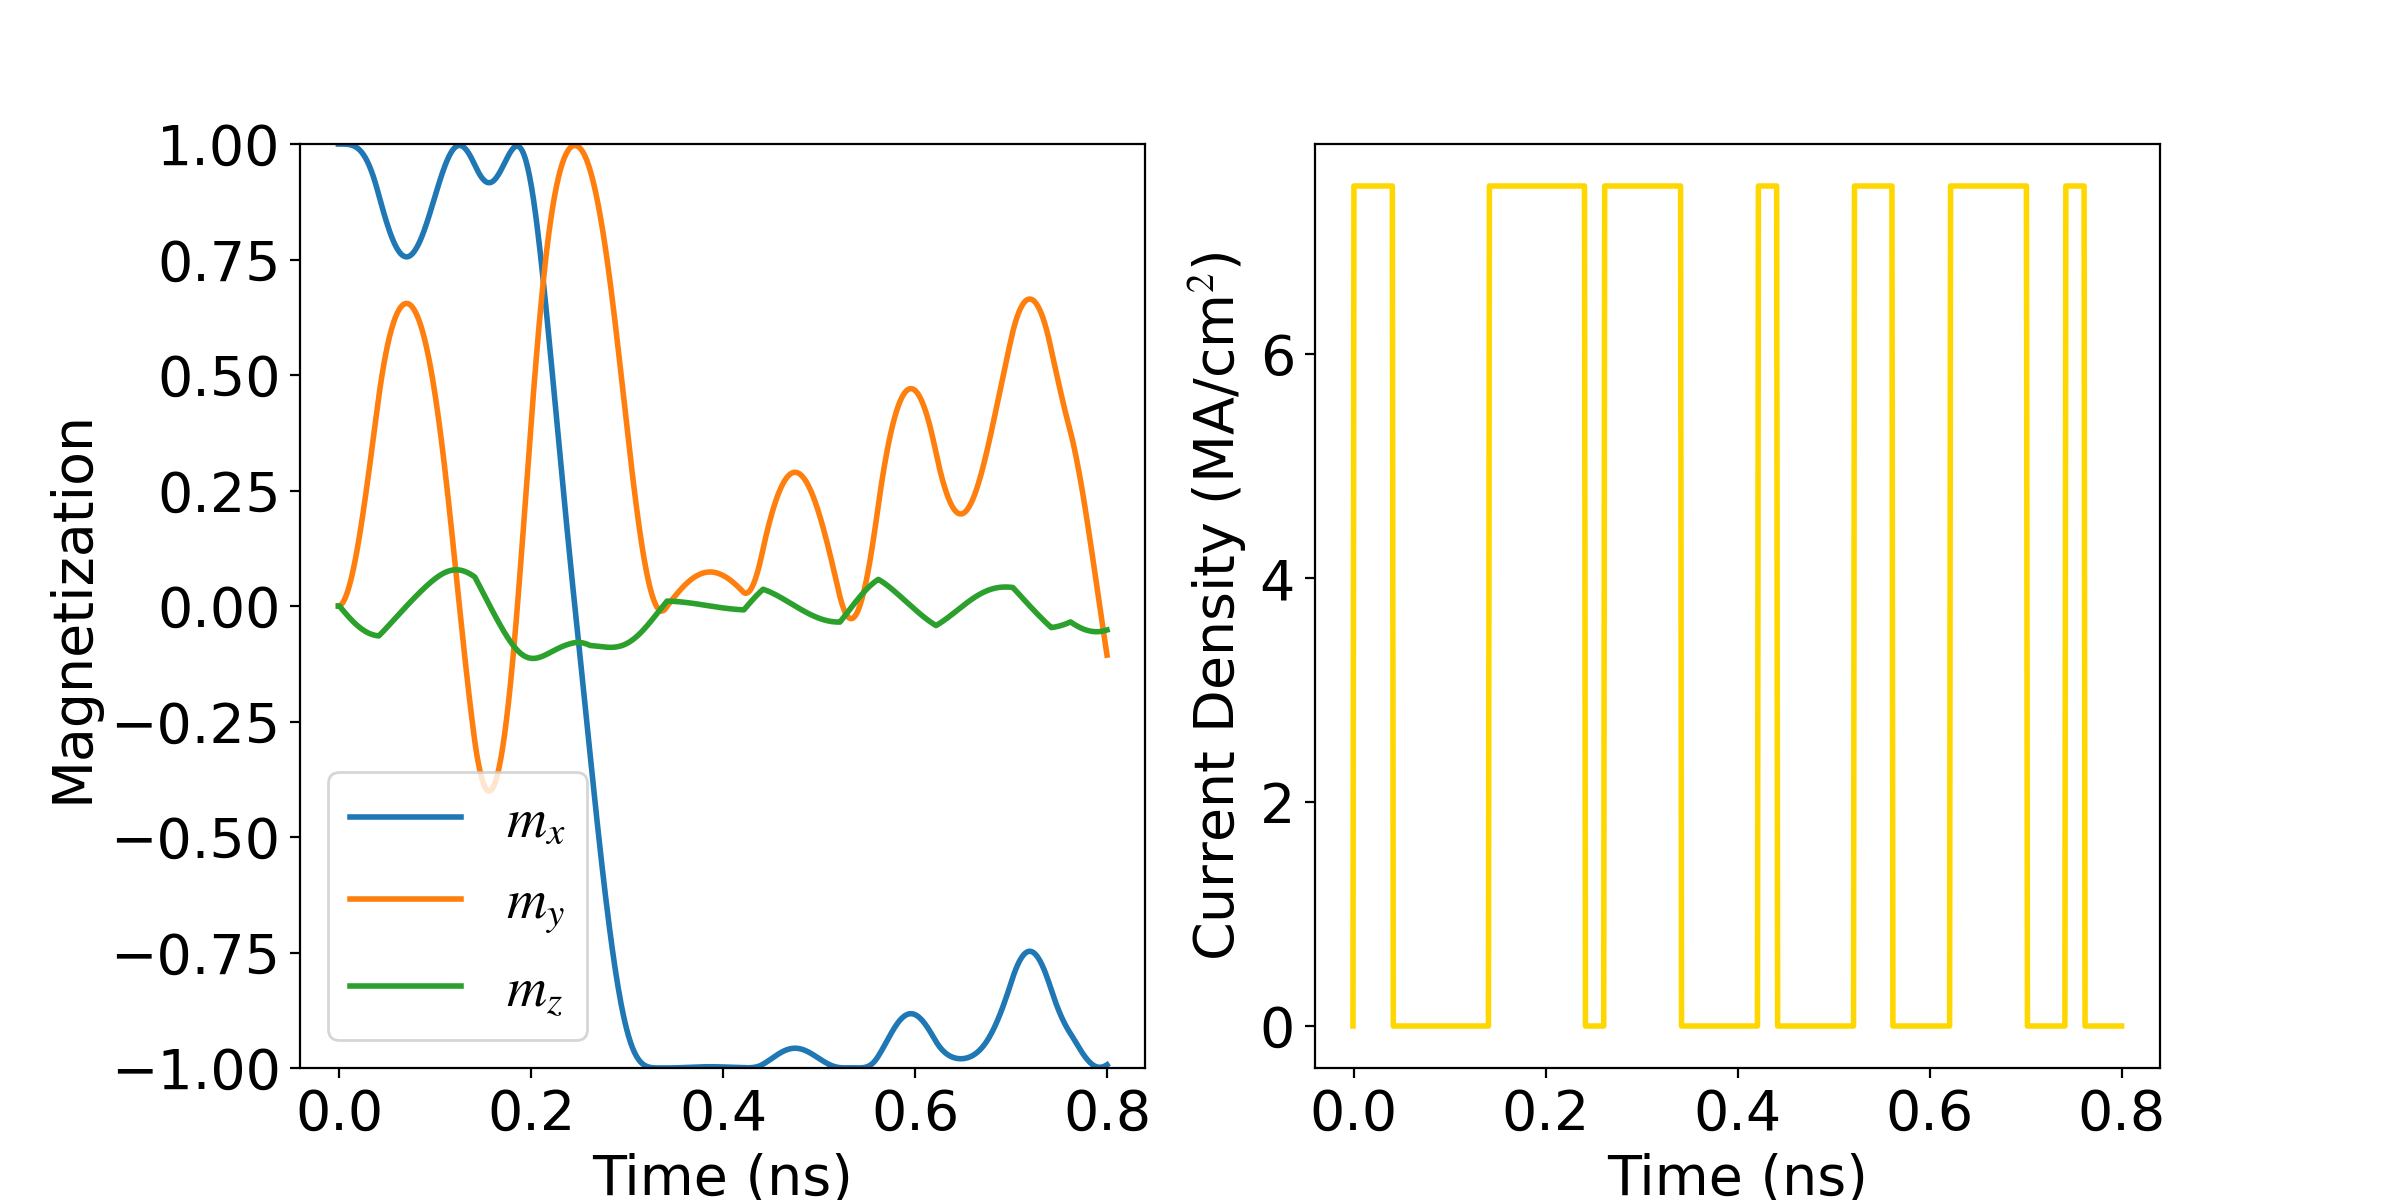 Magnetization
1.00
0.75
0.50
0.25
0.00
−0.25
−0.50
−0.75
−1.00
m_x
m_y
m_z
0.0 0.2 0.4 0.6 0.8
Time (ns)
Current Density (MA/cm²)
6
4
2
0
0.0 0.2 0.4 0.6 0.8
Time (ns)